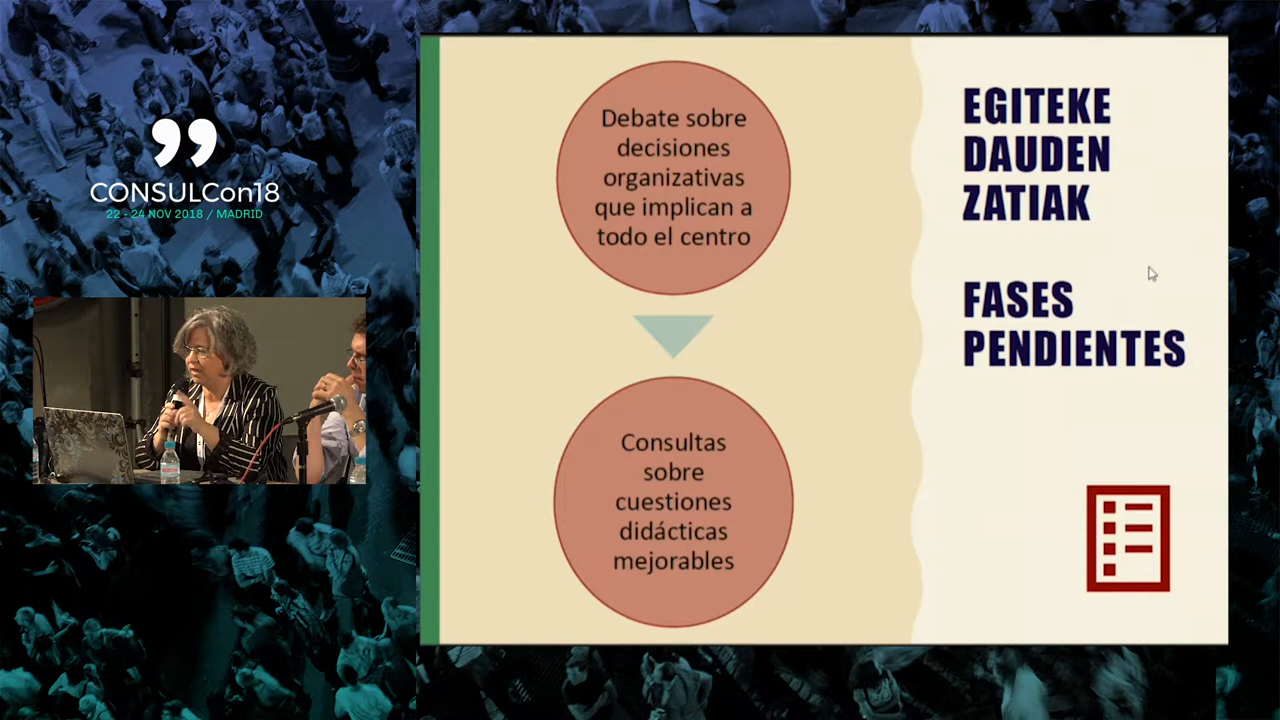 CONSULCon18
22 - 24 NOV 2018 / MADRID
Debate sobre
decisiones
organizativas
que implican a
todo el centro
Consultas
sobre
cuestiones
didácticas
mejorables
EGITEKE
DAUDEN
ZATIAK
FASES
PENDIENTES